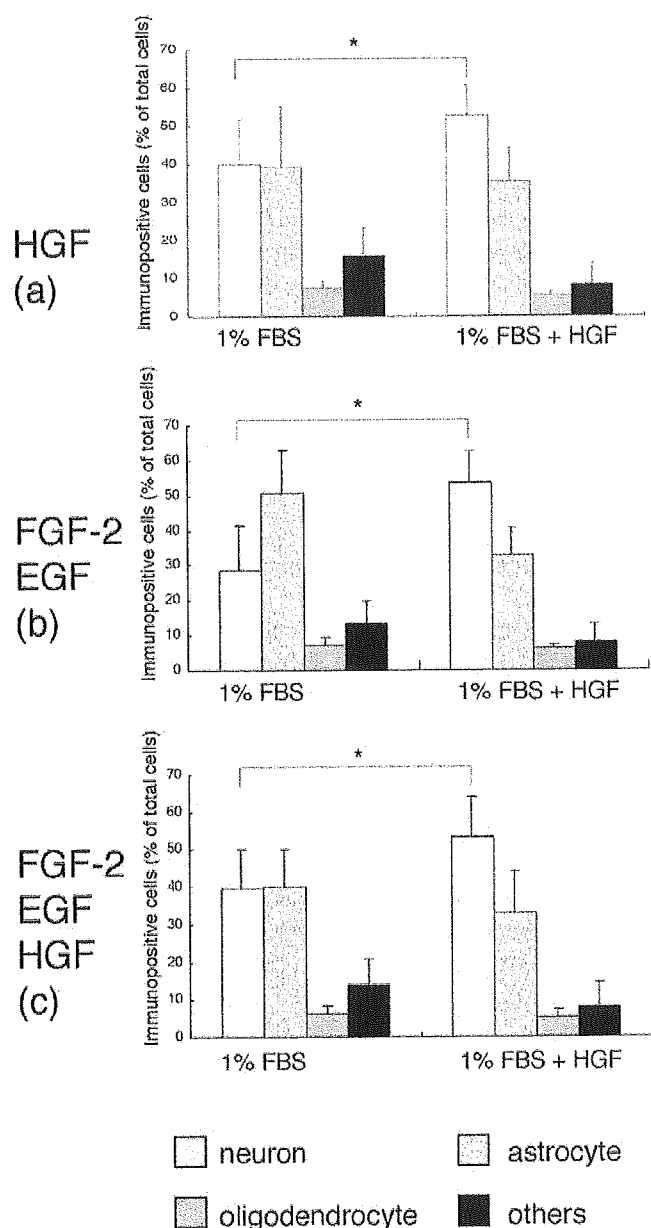 *
Immunopositive cells (% of total cells)
70
60
50
40
30
20
10
0
HGF
(a)
1% FBS 1% FBS + HGF
*
Immunopositive cells (% of total cells)
70
60
50
40
30
20
10
0
FGF-2
EGF
(b)
1% FBS 1% FBS + HGF
*
Immunopositive cells (% of total cells)
70
60
50
40
30
20
10
0
FGF-2
EGF
HGF
(c)
1% FBS 1% FBS + HGF
neuron astrocyte
oligodendrocyte others